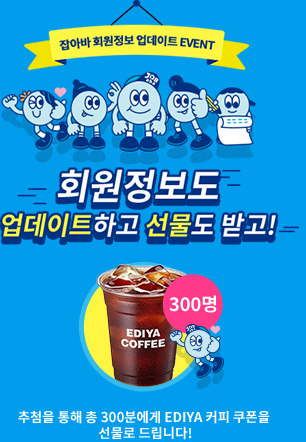 잡아바 회원정보 업데이트 EVENT
JOB
회원정보도
업데이트하고 선물도 받고!
300명
EDIYA
COFFEE
추첨을 통해 총 300분에게 EDIYA 커피 쿠폰을
선물로 드립니다!